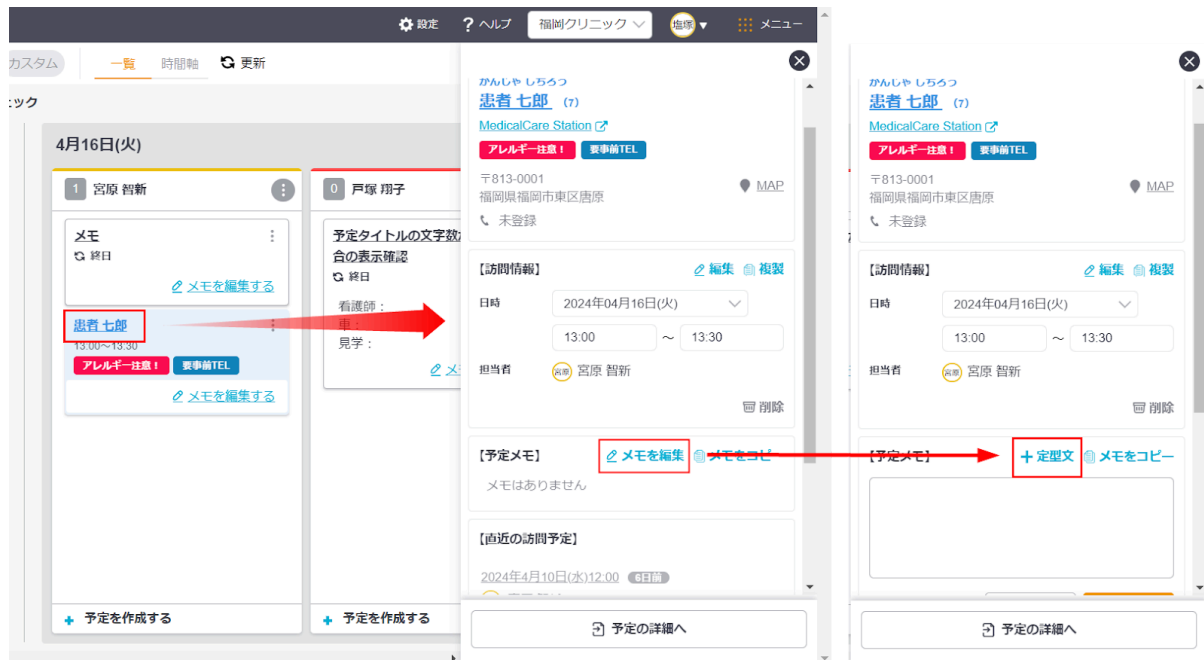 設定 ? ヘルプ 福岡クリニック 塩塚 メニュー
カスタム 一覧 時間軸 更新
ニック
4月16日(火)
1 宮原 智新
メモ
終日
メモを編集する
患者 七郎
13:00~13:30
アレルギー注意! 要事前TEL
メモを編集する
+ 予定を作成する
0 戸塚 翔子
予定タイトルの文字数
合の表示確認
終日
看護師:
車:
見学:
+ 予定を作成する
かんじゃ しちろう
患者 七郎 (7)
MedicalCare Station
アレルギー注意! 要事前TEL
〒813-0001
福岡県福岡市東区唐原
MAP
未登録
【訪問情報】 編集 複製
日時 2024年04月16日(火)
13:00 ~ 13:30
担当者 宮原 宮原 智新
削除
【予定メモ】 メモを編集 メモをコピー
メモはありません
【直近の訪問予定】
2024年4月10日(水)12:00 6日前
予定の詳細へ
かんじゃ しちろう
患者 七郎 (7)
MedicalCare Station
アレルギー注意! 要事前TEL
〒813-0001
福岡県福岡市東区唐原
MAP
未登録
【訪問情報】 編集 複製
日時 2024年04月16日(火)
13:00 ~ 13:30
担当者 宮原 宮原 智新
削除
【予定メモ】 + 定型文 メモをコピー
予定の詳細へ